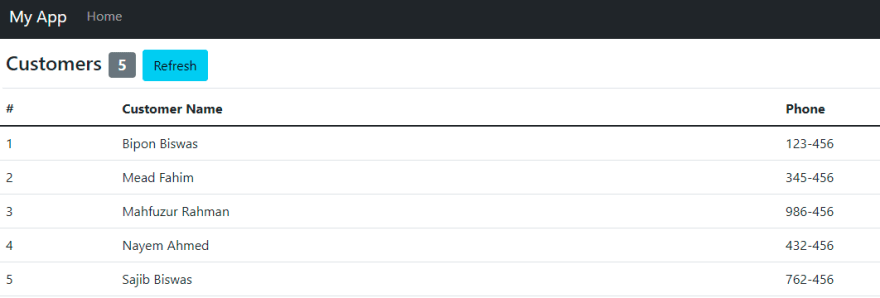 My App Home
Customers 5 Refresh
# Customer Name Phone
1 Bipon Biswas 123-456
2 Mead Fahim 345-456
3 Mahfuzur Rahman 986-456
4 Nayem Ahmed 432-456
5 Sajib Biswas 762-456